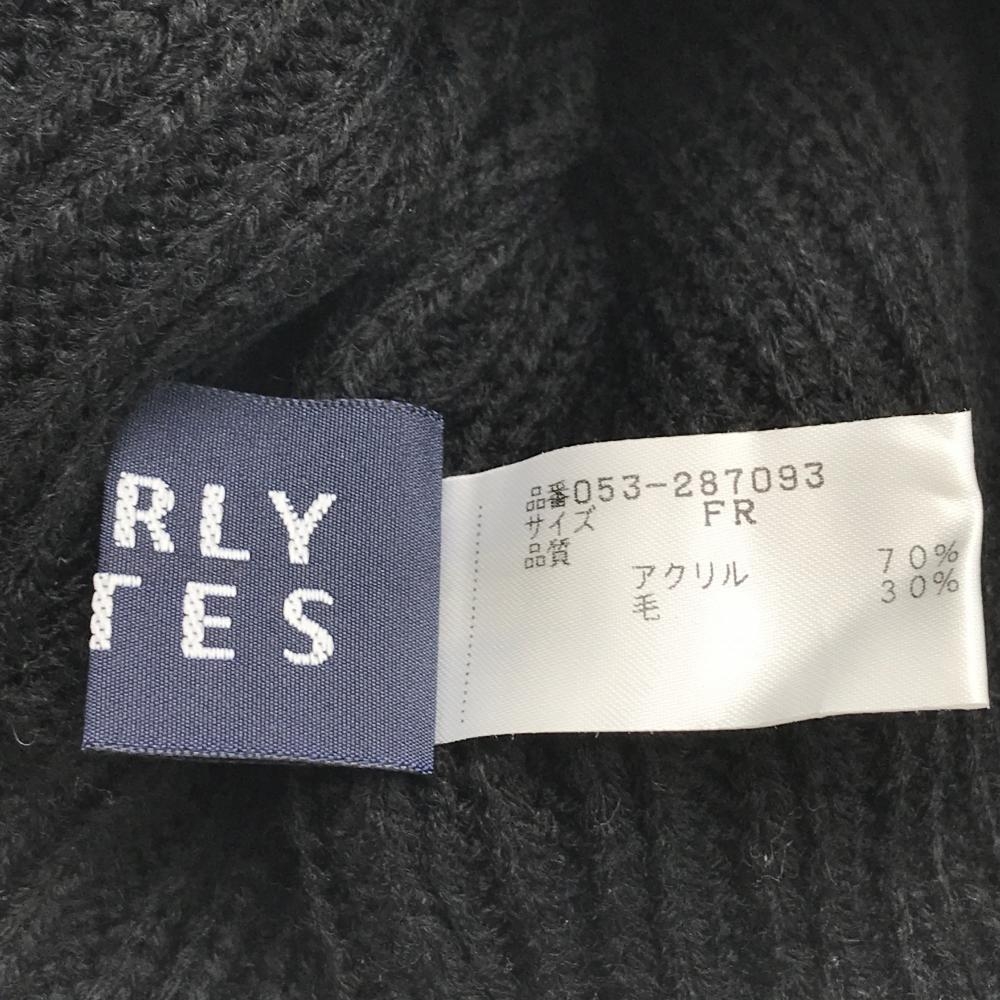 RLY
TES
品番053-287093
サイズ FR
品質
アクリル 70%
毛 30%